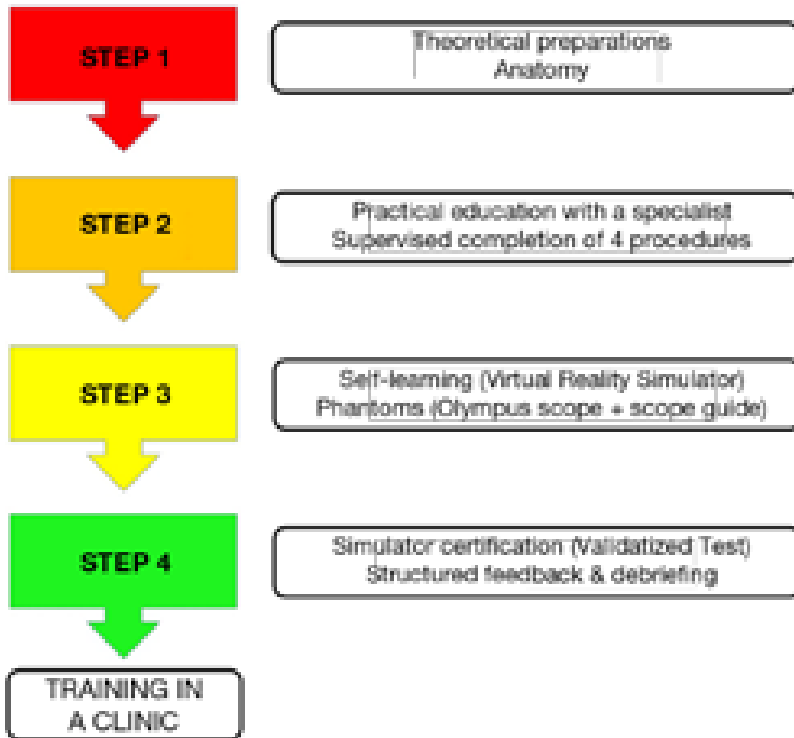 STEP 1
Theoretical preparations
Anatomy
STEP 2
Practical education with a specialist
Supervised completion of 4 procedures
STEP 3
Self-learning (Virtual Reality Simulator)
Phantoms (Olympus scope + scope guide)
STEP 4
Simulator certification (Validatized Test)
Structured feedback & debriefing
TRAINING IN
A CLINIC